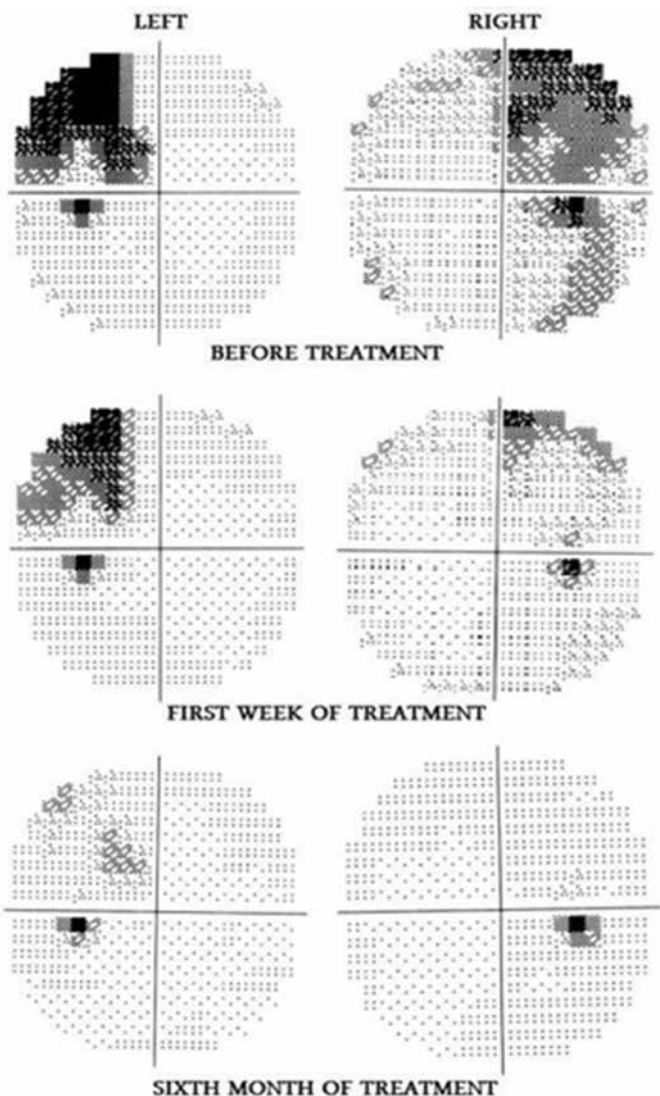 LEFT
RIGHT
BEFORE TREATMENT
FIRST WEEK OF TREATMENT
SIXTH MONTH OF TREATMENT